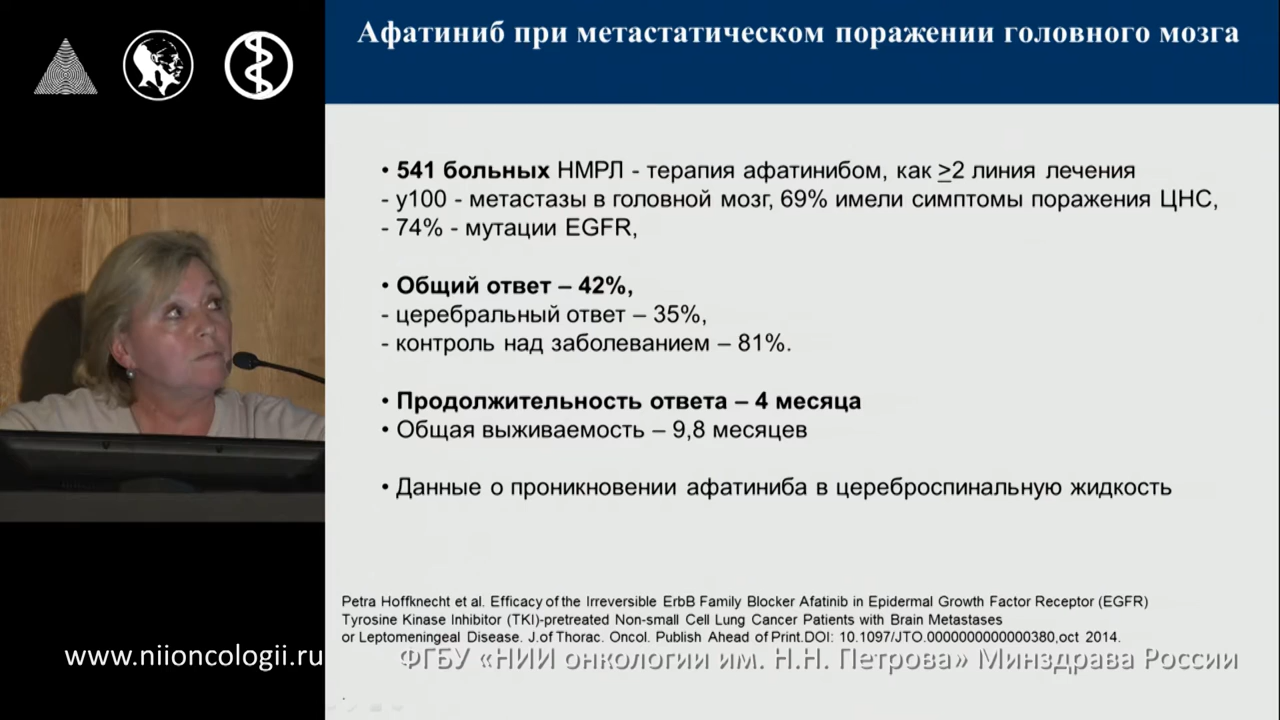 Афатиниб при метастатическом поражении головного мозга
• 541 больных НМРЛ - терапия афатинибом, как ≥2 линия лечения
- у100 - метастазы в головной мозг, 69% имели симптомы поражения ЦНС,
- 74% - мутации EGFR,
• Общий ответ – 42%,
- церебральный ответ – 35%,
- контроль над заболеванием – 81%.
• Продолжительность ответа – 4 месяца
• Общая выживаемость – 9,8 месяцев
• Данные о проникновении афатиниба в цереброспинальную жидкость
Petra Hoffknecht et al. Efficacy of the Irreversible ErbB Family Blocker Afatinib in Epidermal Growth Factor Receptor (EGFR)
Tyrosine Kinase Inhibitor (TKI)-pretreated Non-small Cell Lung Cancer Patients with Brain Metastases
or Leptomeningeal Disease. J.of Thorac. Oncol. Publish Ahead of Print.DOI: 10.1097/JTO.0000000000000380,oct 2014.
www.niioncologii.ru
ФГБУ «НИИ онкологии им. Н.Н. Петрова» Минздрава России
.